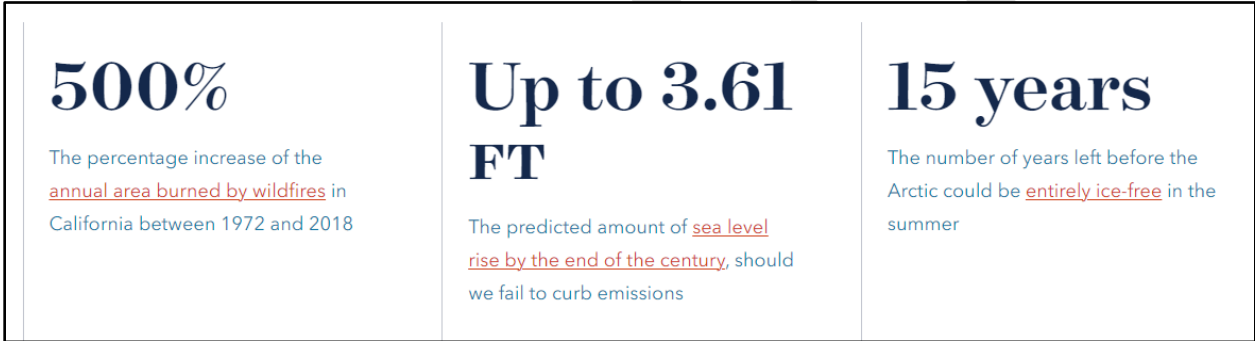 500%
The percentage increase of the
annual area burned by wildfires in
California between 1972 and 2018
Up to 3.61
FT
The predicted amount of sea level
rise by the end of the century, should
we fail to curb emissions
15 years
The number of years left before the
Arctic could be entirely ice-free in the
summer